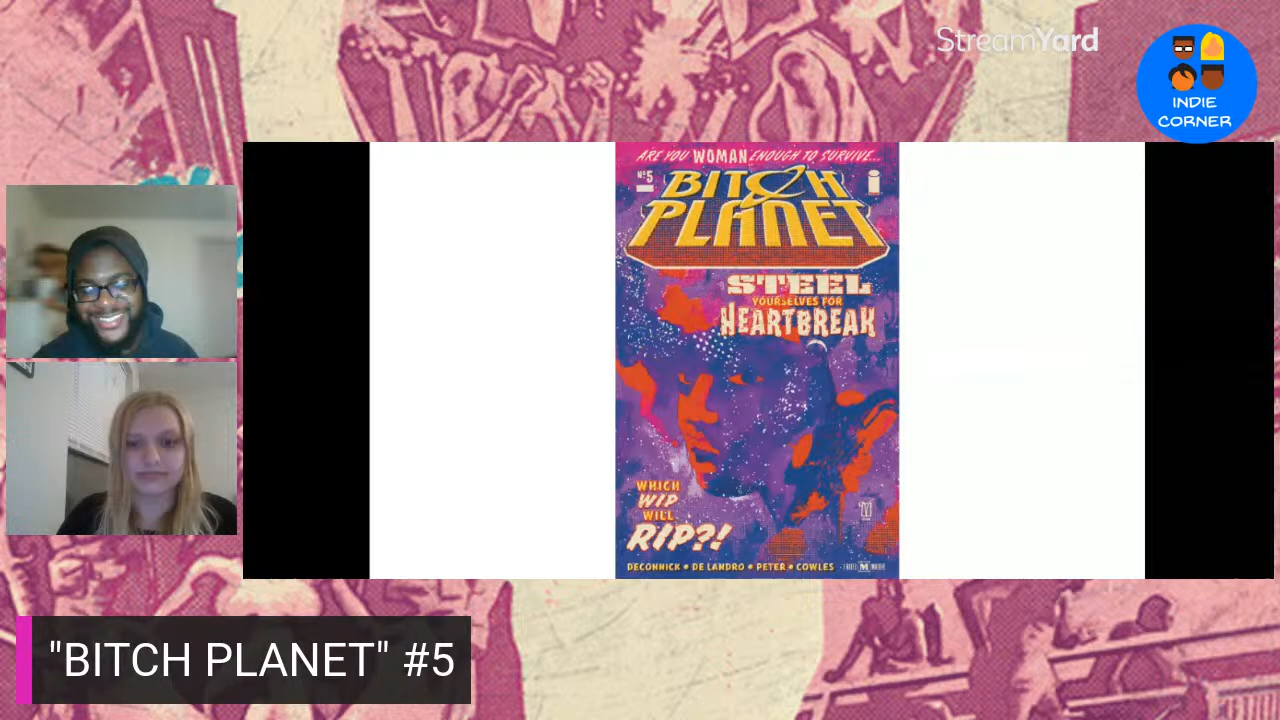 StreamYard
INDIE
CORNER
ARE YOU WOMAN ENOUGH TO SURVIVE...
Nº5
i
BITCH
PLANET
STEEL
YOURSELVES FOR
HEARTBREAK
WHICH
WIP
WILL
RIP?!
DECONNICK • DE LANDRO • PETER • COWLES
"BITCH PLANET" #5